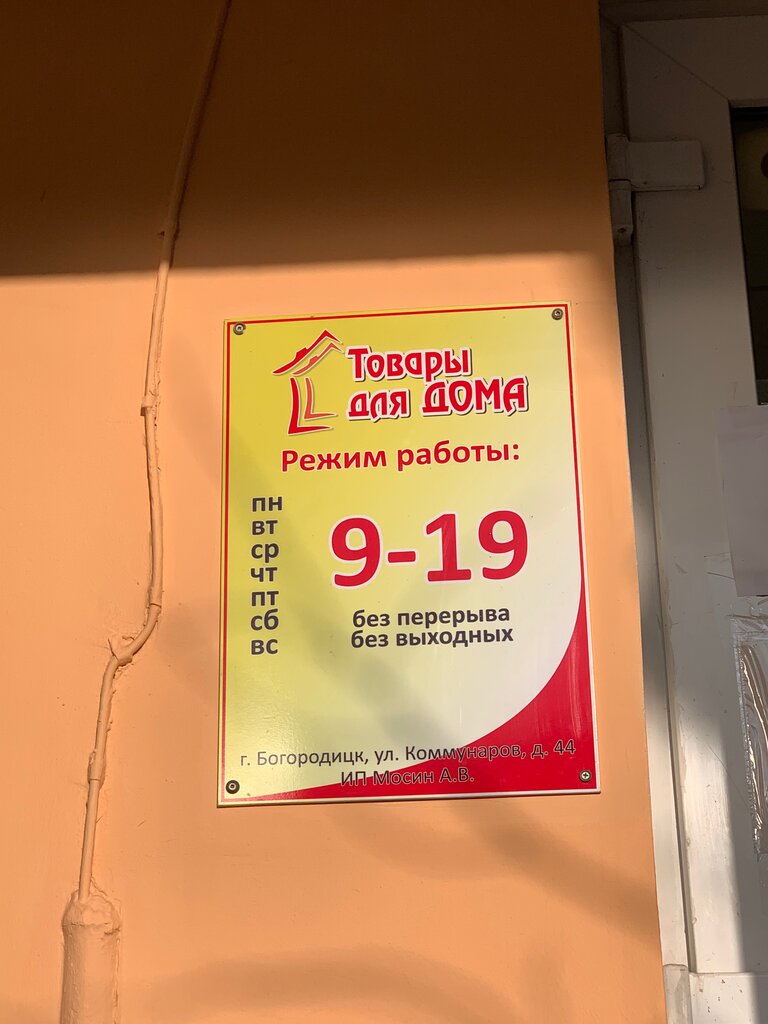 Товары
для ДОМА
Режим работы:
пн
вт
ср
чт
пт
сб
вс
9-19
без перерыва
без выходных
г. Богородицк, ул. Коммунаров, д. 44
ИП Мосин А.В.